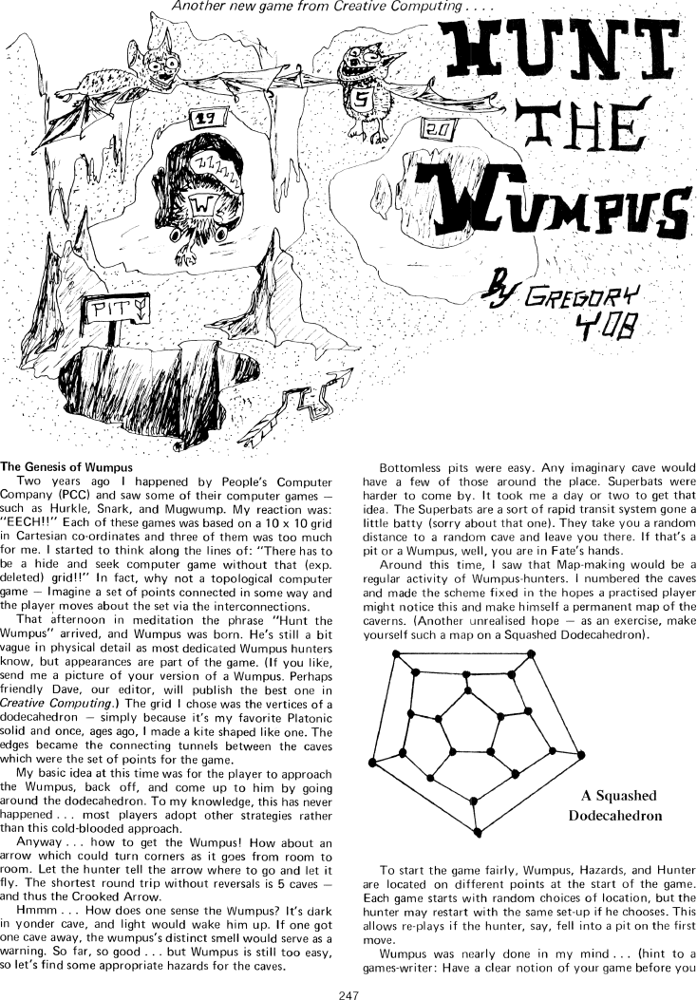 Another new game from Creative Computing . . . .
HUNT
THE
WUMPUS
By GREGORY
YOB
19
S
20
W
PIT
The Genesis of Wumpus
Two years ago I happened by People's Computer
Company (PCC) and saw some of their computer games —
such as Hurkle, Snark, and Mugwump. My reaction was:
"EECH!!" Each of these games was based on a 10 x 10 grid
in Cartesian co-ordinates and three of them was too much
for me. I started to think along the lines of: "There has to
be a hide and seek computer game without that (exp.
deleted) grid!!" In fact, why not a topological computer
game — Imagine a set of points connected in some way and
the player moves about the set via the interconnections.
That afternoon in meditation the phrase "Hunt the
Wumpus" arrived, and Wumpus was born. He's still a bit
vague in physical detail as most dedicated Wumpus hunters
know, but appearances are part of the game. (If you like,
send me a picture of your version of a Wumpus. Perhaps
friendly Dave, our editor, will publish the best one in
Creative Computing.) The grid I chose was the vertices of a
dodecahedron — simply because it's my favorite Platonic
solid and once, ages ago, I made a kite shaped like one. The
edges became the connecting tunnels between the caves
which were the set of points for the game.
My basic idea at this time was for the player to approach
the Wumpus, back off, and come up to him by going
around the dodecahedron. To my knowledge, this has never
happened . . . most players adopt other strategies rather
than this cold-blooded approach.
Anyway . . . how to get the Wumpus! How about an
arrow which could turn corners as it goes from room to
room. Let the hunter tell the arrow where to go and let it
fly. The shortest round trip without reversals is 5 caves —
and thus the Crooked Arrow.
Hmmm . . . How does one sense the Wumpus? It's dark
in yonder cave, and light would wake him up. If one got
one cave away, the wumpus's distinct smell would serve as a
warning. So far, so good . . . but Wumpus is still too easy,
so let's find some appropriate hazards for the caves.
Bottomless pits were easy. Any imaginary cave would
have a few of those around the place. Superbats were
harder to come by. It took me a day or two to get that
idea. The Superbats are a sort of rapid transit system gone a
little batty (sorry about that one). They take you a random
distance to a random cave and leave you there. If that's a
pit or a Wumpus, well, you are in Fate's hands.
Around this time, I saw that Map-making would be a
regular activity of Wumpus-hunters. I numbered the caves
and made the scheme fixed in the hopes a practised player
might notice this and make himself a permanent map of the
caverns. (Another unrealised hope — as an exercise, make
yourself such a map on a Squashed Dodecahedron).
A Squashed
Dodecahedron
To start the game fairly, Wumpus, Hazards, and Hunter
are located on different points at the start of the game.
Each game starts with random choices of location, but the
hunter may restart with the same set-up if he chooses. This
allows re-plays if the hunter, say, fell into a pit on the first
move.
Wumpus was nearly done in my mind . . . (hint to a
games-writer: Have a clear notion of your game before you
247